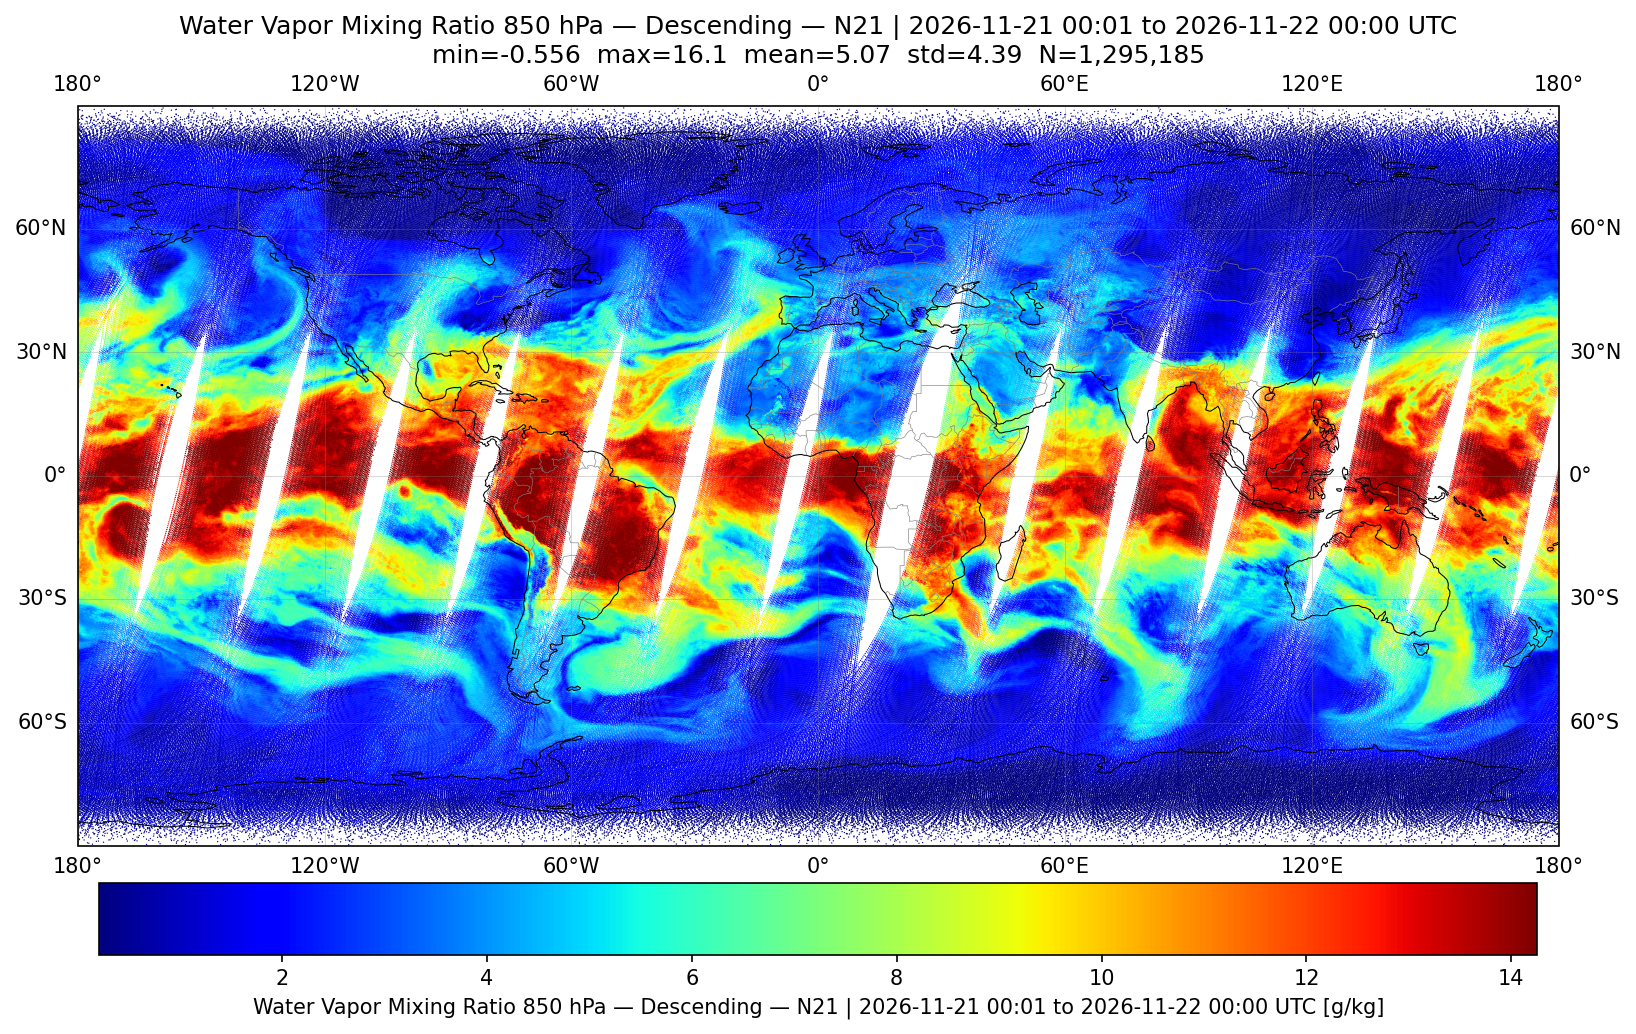 Water Vapor Mixing Ratio 850 hPa — Descending — N21 | 2026-11-21 00:01 to 2026-11-22 00:00 UTC
min=-0.556 max=16.1 mean=5.07 std=4.39 N=1,295,185
180° 120°W 60°W 0° 60°E 120°E 180°
60°N 60°N
30°N 30°N
0° 0°
30°S 30°S
60°S 60°S
180° 120°W 60°W 0° 60°E 120°E 180°
2 4 6 8 10 12 14
Water Vapor Mixing Ratio 850 hPa — Descending — N21 | 2026-11-21 00:01 to 2026-11-22 00:00 UTC [g/kg]